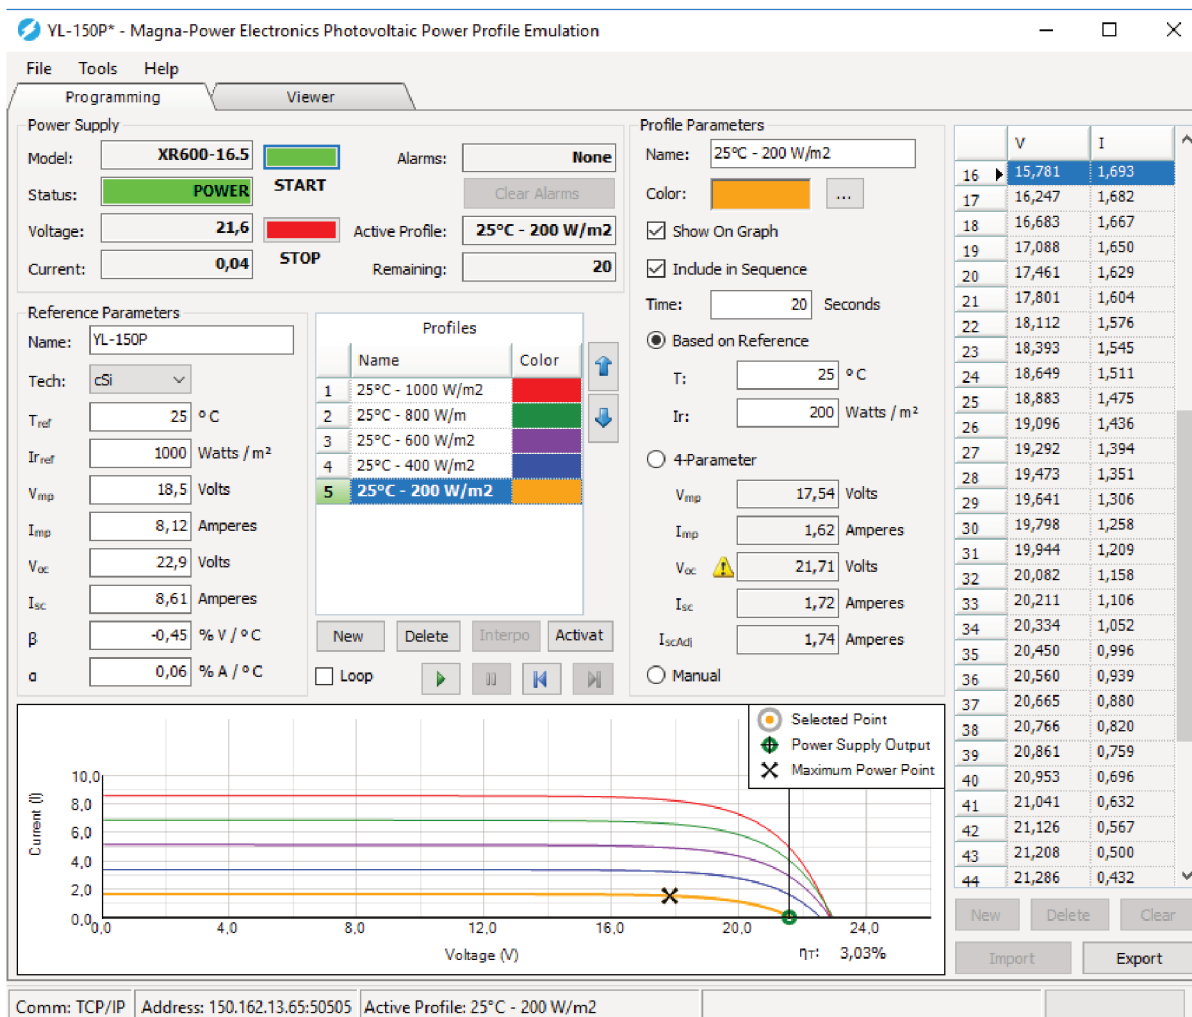 YL-150P* - Magna-Power Electronics Photovoltaic Power Profile Emulation
File Tools Help
Programming Viewer
Power Supply
Model: XR600-16.5
START
Status: POWER
Voltage: 21,6
STOP
Current: 0,04
Alarms: None
Clear Alarms
Active Profile: 25°C - 200 W/m2
Remaining: 20
Reference Parameters
Name: YL-150P
Tech: cSi
Tref 25 º C
Irref 1000 Watts / m²
Vmp 18,5 Volts
Imp 8,12 Amperes
Voc 22,9 Volts
Isc 8,61 Amperes
β -0,45 % V / º C
α 0,06 % A / º C
Profiles
Name Color
1 25ºC - 1000 W/m2
2 25ºC - 800 W/m
3 25ºC - 600 W/m2
4 25ºC - 400 W/m2
5 25ºC - 200 W/m2
New Delete Interpo Activat
Loop
Profile Parameters
Name: 25ºC - 200 W/m2
Color: ...
Show On Graph
Include in Sequence
Time: 20 Seconds
Based on Reference
T: 25 º C
Ir: 200 Watts / m²
4-Parameter
Vmp 17,54 Volts
Imp 1,62 Amperes
Voc 21,71 Volts
Isc 1,72 Amperes
IscAdj 1,74 Amperes
Manual
V I
16 15,781 1,693
17 16,247 1,682
18 16,683 1,667
19 17,088 1,650
20 17,461 1,629
21 17,801 1,604
22 18,112 1,576
23 18,393 1,545
24 18,649 1,511
25 18,883 1,475
26 19,096 1,436
27 19,292 1,394
28 19,473 1,351
29 19,641 1,306
30 19,798 1,258
31 19,944 1,209
32 20,082 1,158
33 20,211 1,106
34 20,334 1,052
35 20,450 0,996
36 20,560 0,939
37 20,665 0,880
38 20,766 0,820
39 20,861 0,759
40 20,953 0,696
41 21,041 0,632
42 21,126 0,567
43 21,208 0,500
44 21,286 0,432
New Delete Clear
Import Export
Selected Point
Power Supply Output
Maximum Power Point
Current (I)
10,0
8,0
6,0
4,0
2,0
0,0
0,0 4,0 8,0 12,0 16,0 20,0 24,0
Voltage (V)
ηT: 3,03%
Comm: TCP/IP Address: 150.162.13.65:50505 Active Profile: 25°C - 200 W/m2